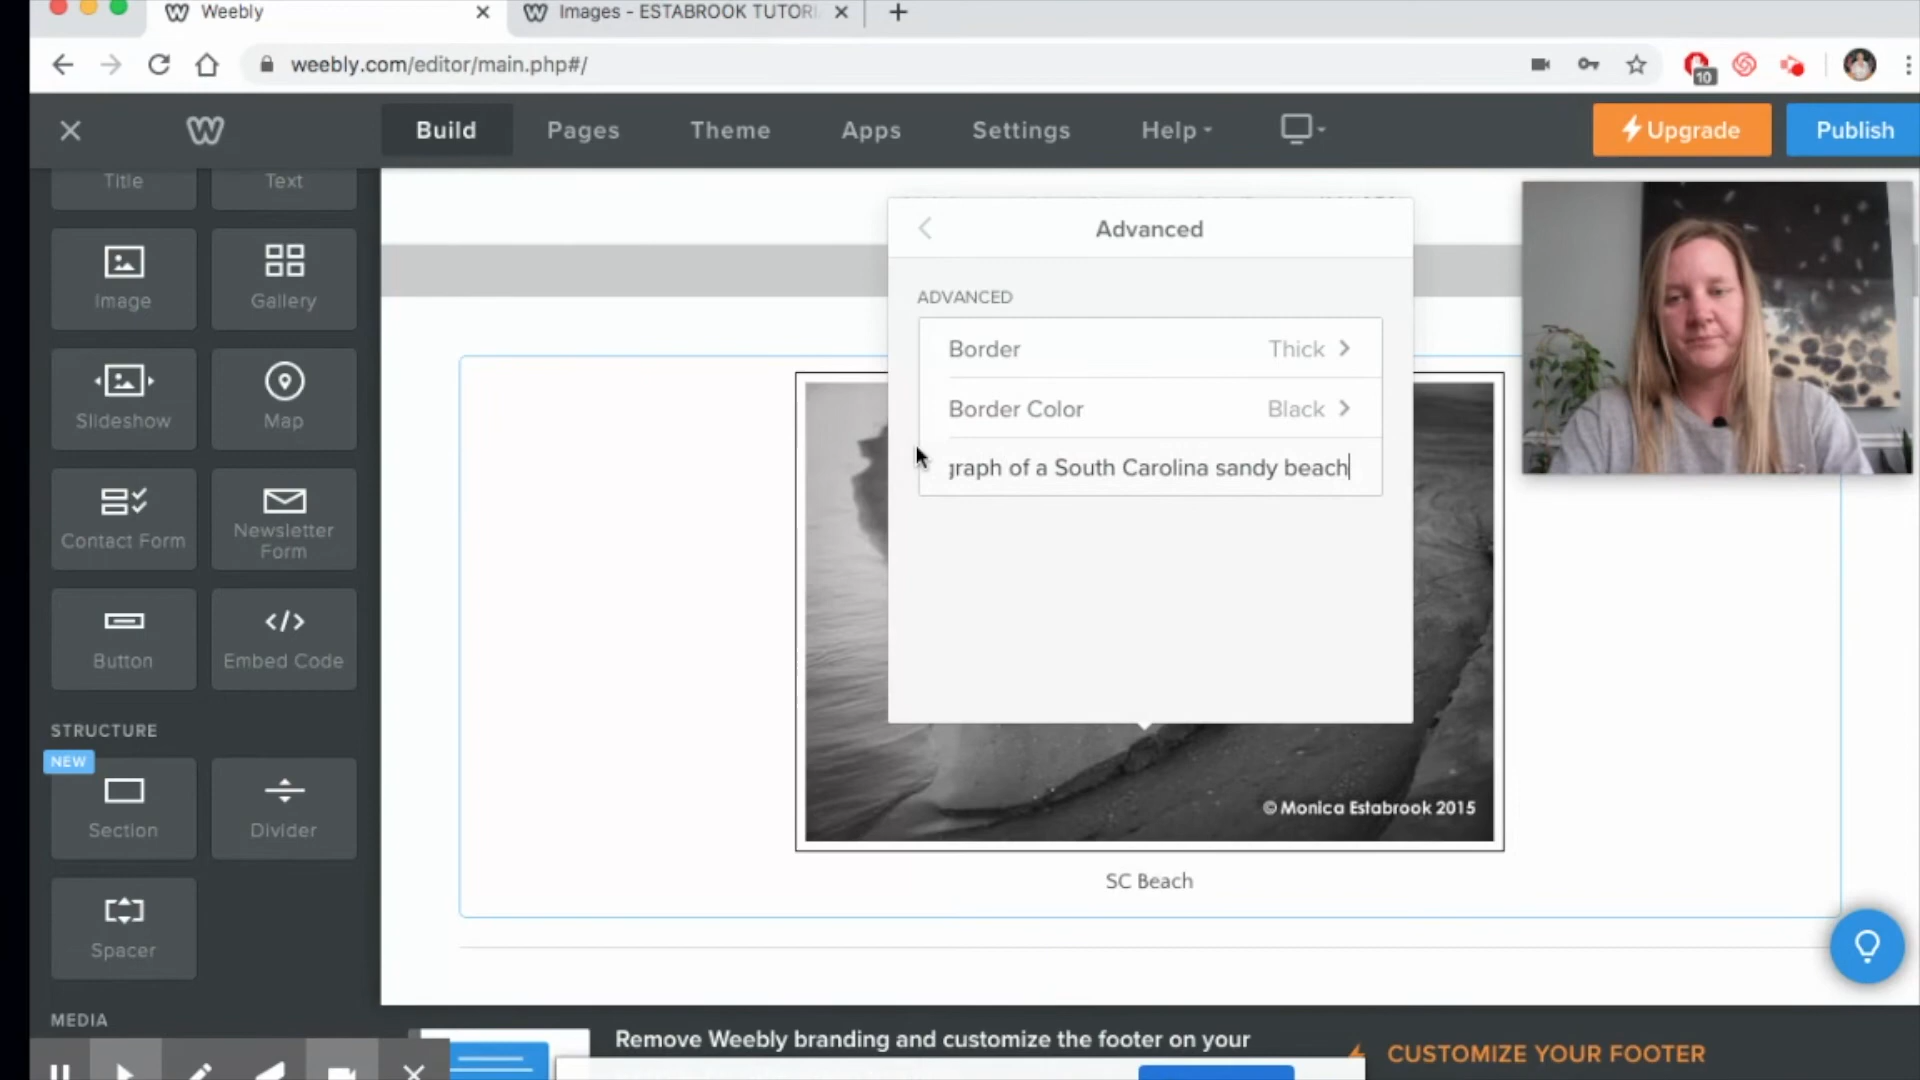 Weebly
Images - ESTABROOK TUTORI
weebly.com/editor/main.php#/
10
Build
Pages
Theme
Apps
Settings
Help
Upgrade
Publish
Title
Text
Image
Gallery
Slideshow
Map
Contact Form
Newsletter
Form
Button
Embed Code
STRUCTURE
NEW
Section
Divider
Spacer
MEDIA
Advanced
ADVANCED
Border
Thick
Border Color
Black
graph of a South Carolina sandy beach
© Monica Estabrook 2015
SC Beach
Remove Weebly branding and customize the footer on your
CUSTOMIZE YOUR FOOTER